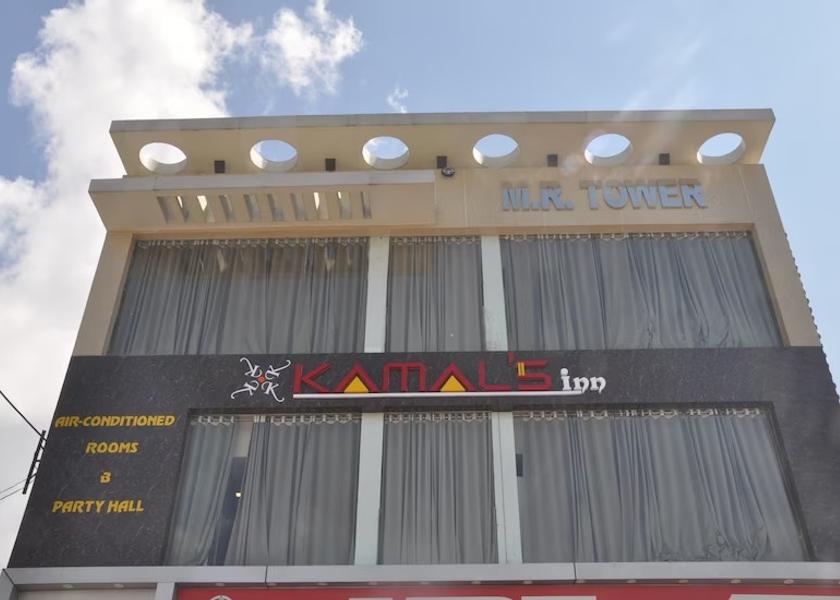 M.R. TOWER
KAMAL'S inn
AIR-CONDITIONED
ROOMS
&
PARTY HALL